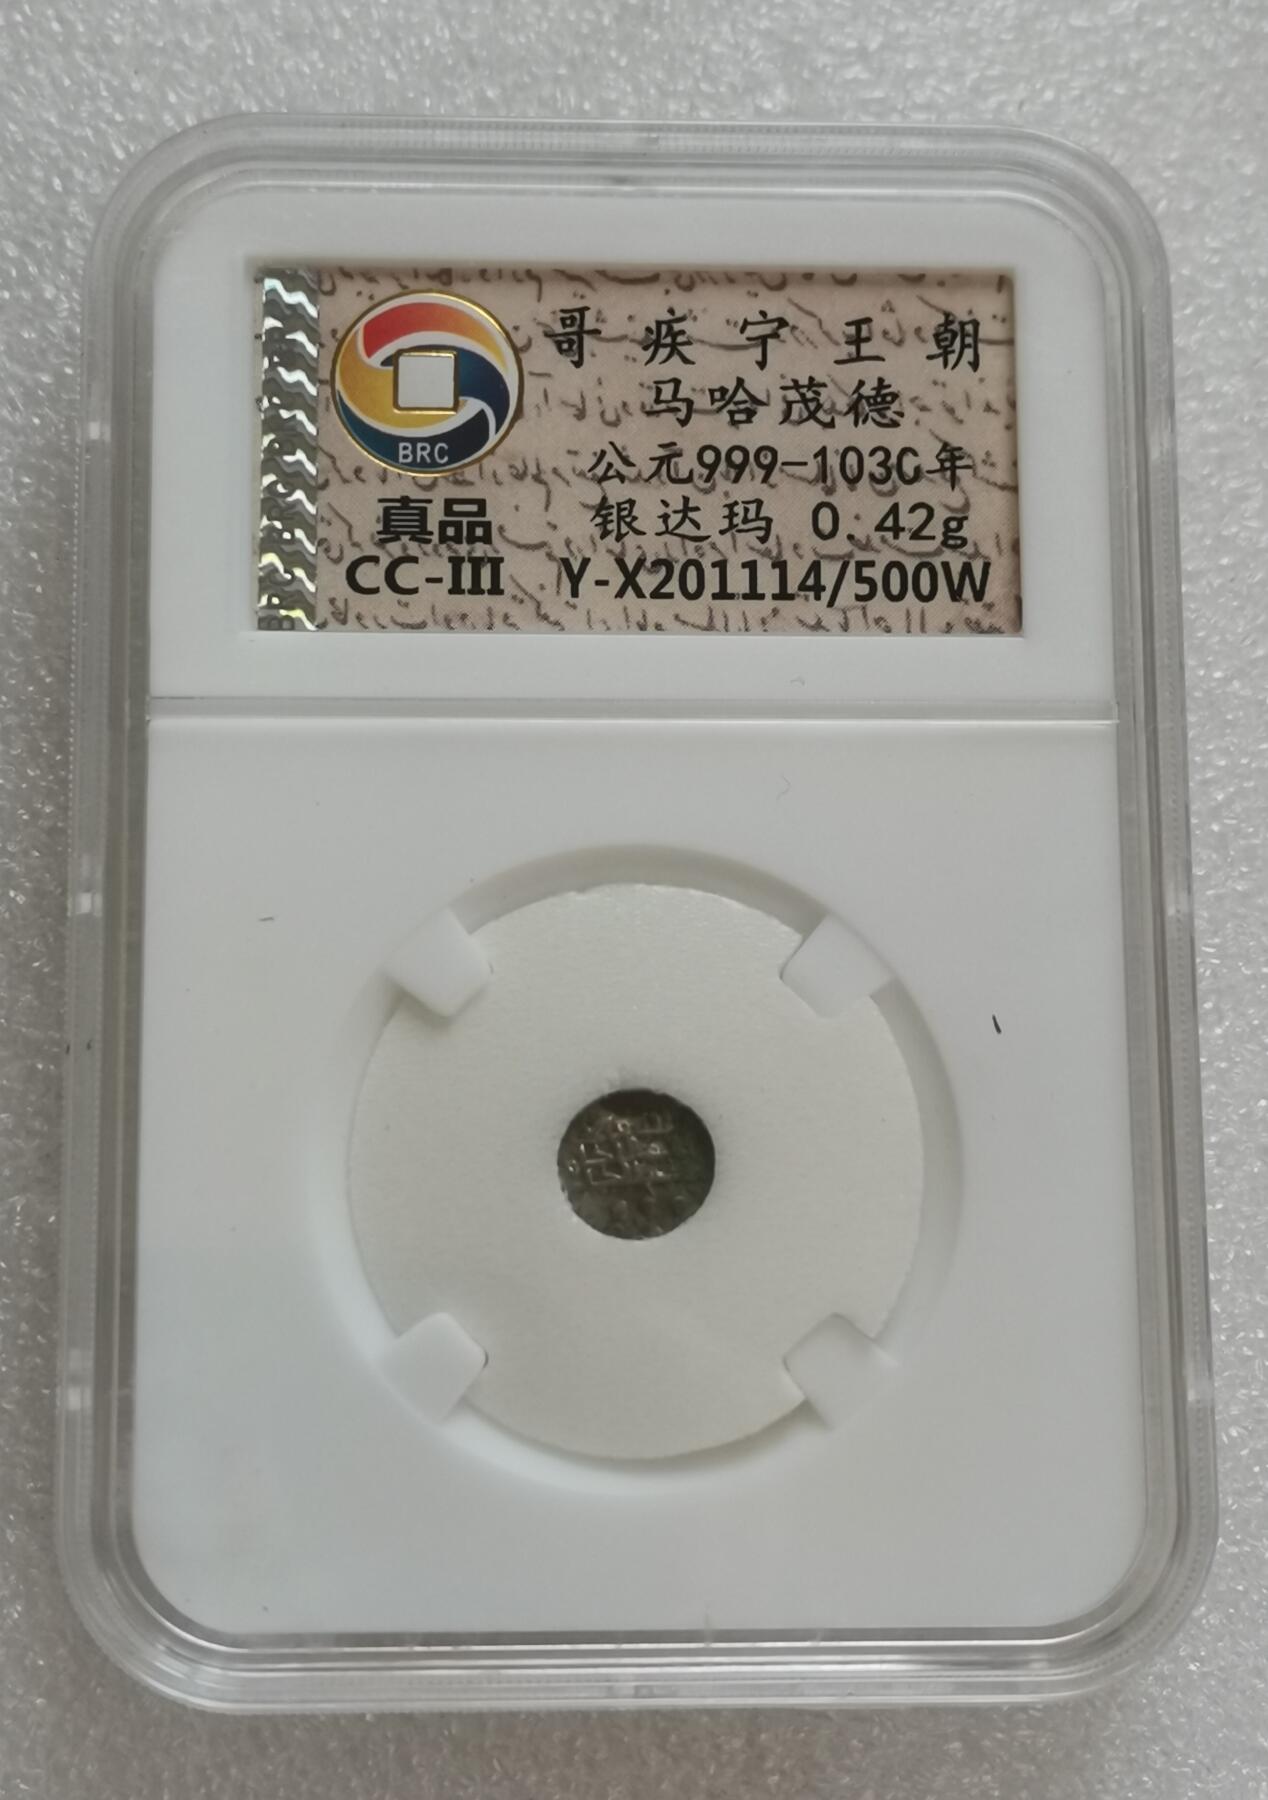 哥疾宁王朝
马哈茂德
公元999-1030年
银达玛 0.42g
BRC
真品
CC-III Y-X201114/500W